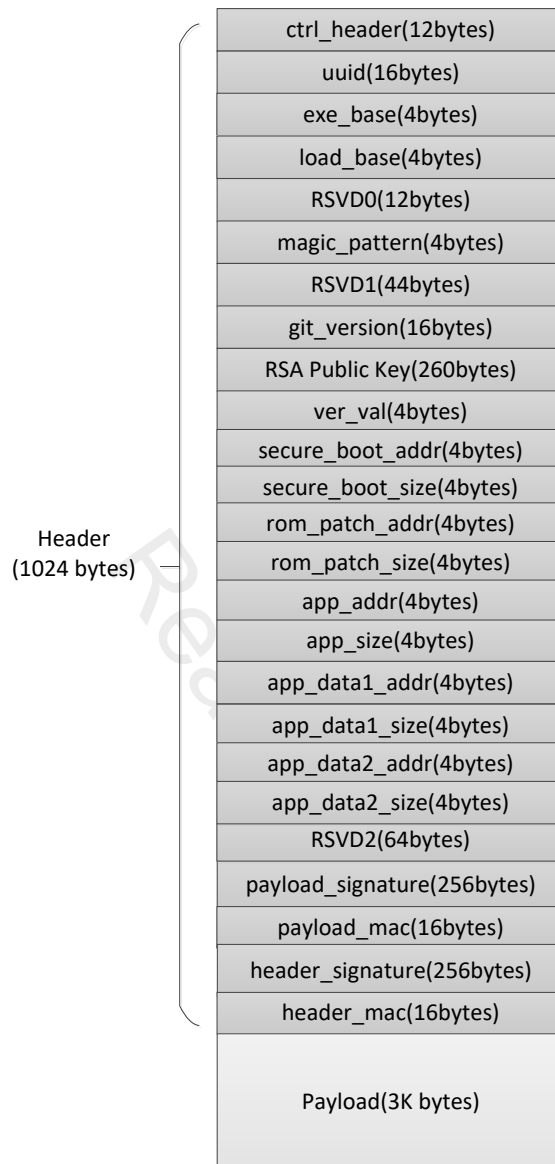 ctrl_header(12bytes)
uuid(16bytes)
exe_base(4bytes)
load_base(4bytes)
RSVD0(12bytes)
magic_pattern(4bytes)
RSVD1(44bytes)
git_version(16bytes)
RSA Public Key(260bytes)
ver_val(4bytes)
secure_boot_addr(4bytes)
secure_boot_size(4bytes)
rom_patch_addr(4bytes)
Header
(1024 bytes)
rom_patch_size(4bytes)
app_addr(4bytes)
app_size(4bytes)
app_data1_addr(4bytes)
app_data1_size(4bytes)
app_data2_addr(4bytes)
app_data2_size(4bytes)
RSVD2(64bytes)
payload_signature(256bytes)
payload_mac(16bytes)
header_signature(256bytes)
header_mac(16bytes)
Payload(3K bytes)